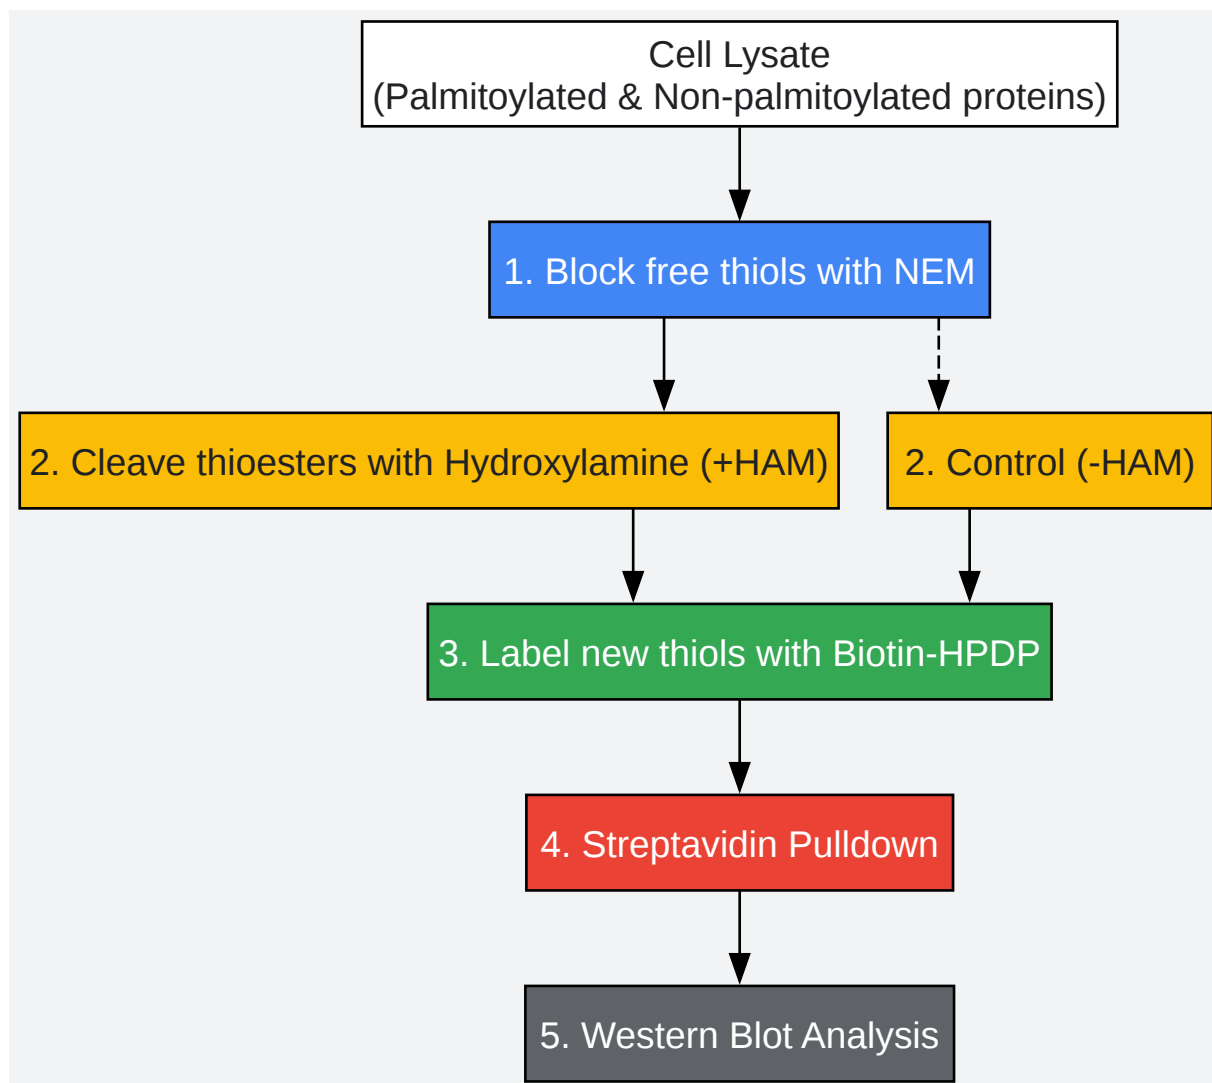 Cell Lysate
(Palmitoylated & Non-palmitoylated proteins)
1. Block free thiols with NEM
2. Cleave thioesters with Hydroxylamine (+HAM)
2. Control (-HAM)
3. Label new thiols with Biotin-HPDP
4. Streptavidin Pulldown
5. Western Blot Analysis